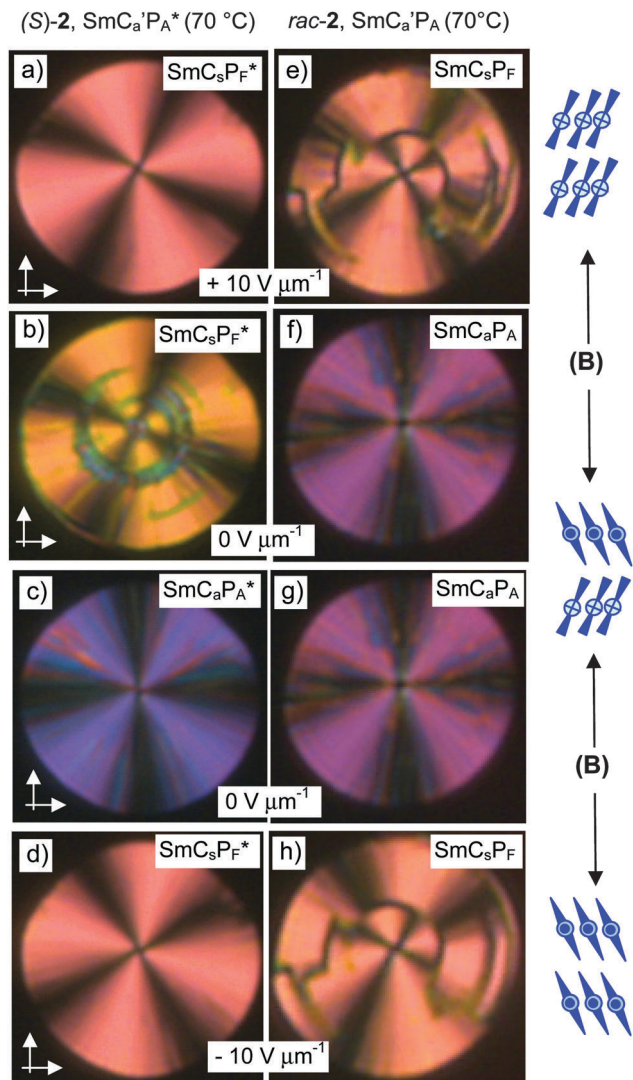 (S)-2, SmCa'PA* (70 °C) rac-2, SmCa'PA (70°C)
a) SmCsPF* e) SmCsPF
+ 10 V μm-1
b) SmCsPF* f) SmCaPA
(B)
0 V μm-1
c) SmCaPA* g) SmCaPA
(B)
0 V μm-1
d) SmCsPF* h) SmCsPF
- 10 V μm-1